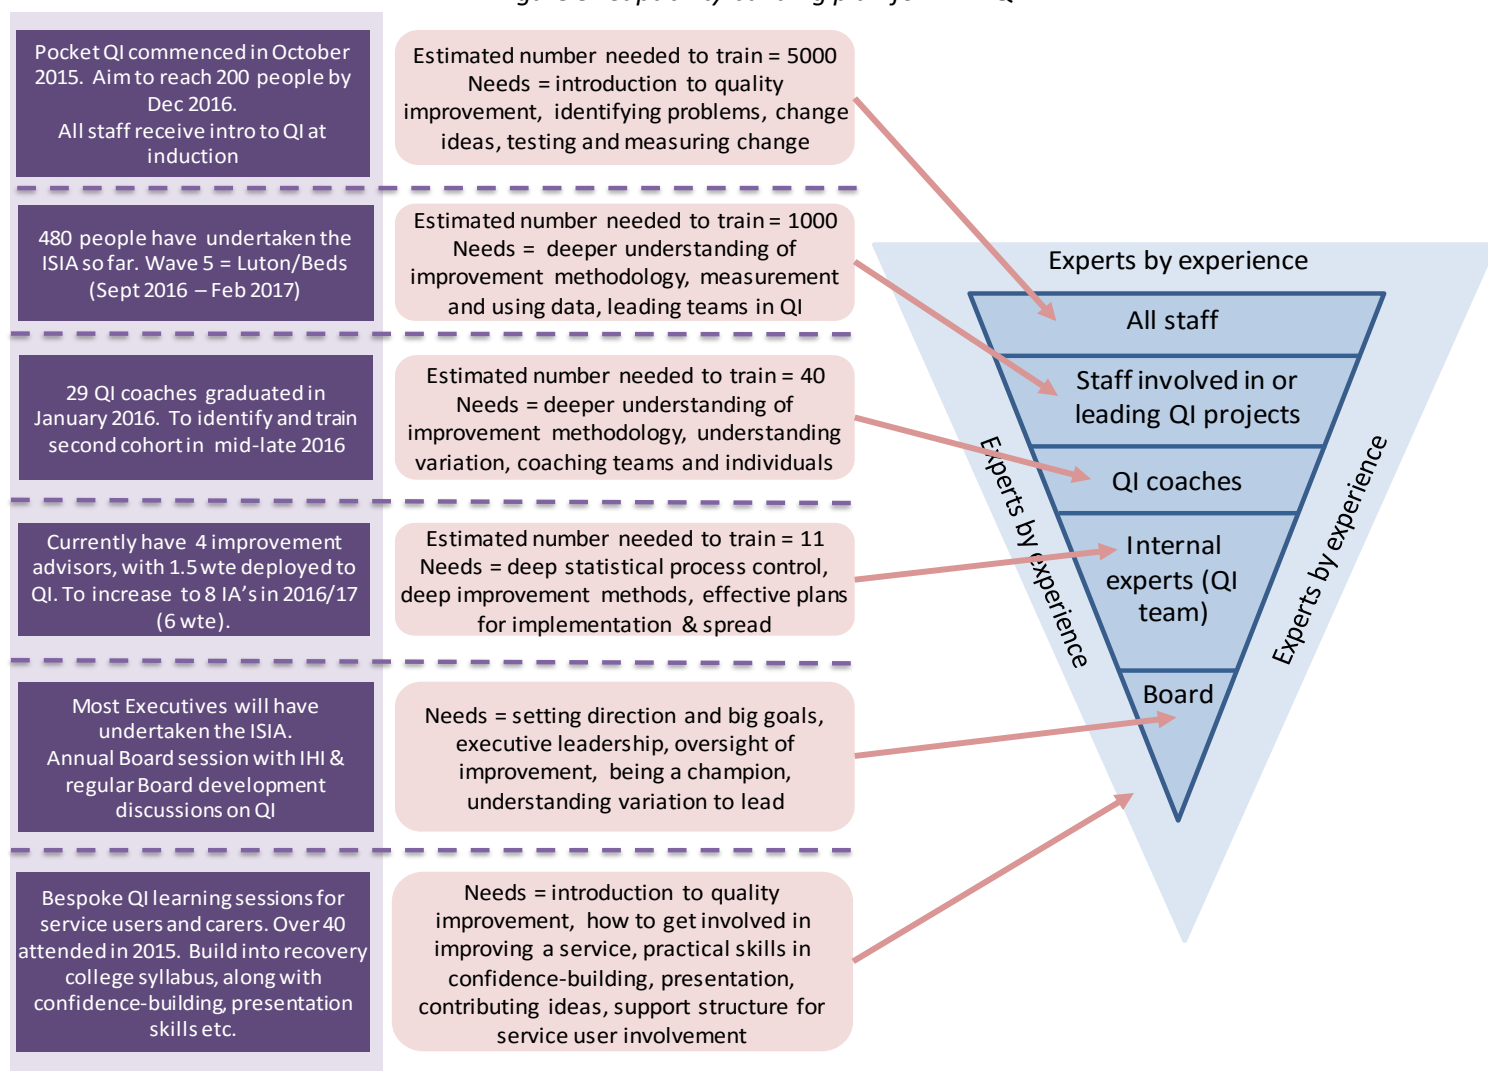 Pocket QI commenced in October
2015. Aim to reach 200 people by
Dec 2016.
All staff receive intro to QI at
induction
Estimated number needed to train = 5000
Needs = introduction to quality
improvement, identifying problems, change
ideas, testing and measuring change
480 people have undertaken the
ISIA so far. Wave 5 = Luton/Beds
(Sept 2016 – Feb 2017)
Estimated number needed to train = 1000
Needs = deeper understanding of
improvement methodology, measurement
and using data, leading teams in QI
29 QI coaches graduated in
January 2016. To identify and train
second cohort in mid-late 2016
Estimated number needed to train = 40
Needs = deeper understanding of
improvement methodology, understanding
variation, coaching teams and individuals
Currently have 4 improvement
advisors, with 1.5 wte deployed to
QI. To increase to 8 IA's in 2016/17
(6 wte).
Estimated number needed to train = 11
Needs = deep statistical process control,
deep improvement methods, effective plans
for implementation & spread
Most Executives will have
undertaken the ISIA.
Annual Board session with IHI &
regular Board development
discussions on QI
Needs = setting direction and big goals,
executive leadership, oversight of
improvement, being a champion,
understanding variation to lead
Bespoke QI learning sessions for
service users and carers. Over 40
attended in 2015. Build into recovery
college syllabus, along with
confidence-building, presentation
skills etc.
Needs = introduction to quality
improvement, how to get involved in
improving a service, practical skills in
confidence-building, presentation,
contributing ideas, support structure for
service user involvement
Experts by experience
All staff
Staff involved in or
leading QI projects
QI coaches
Internal
experts (QI
team)
Board
Experts by experience
Experts by experience